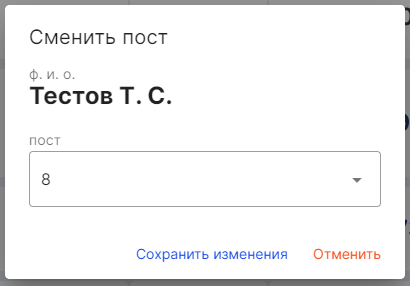 Сменить пост
ф. и. о.
Тестов Т. С.
пост
8
Сохранить изменения
Отменить